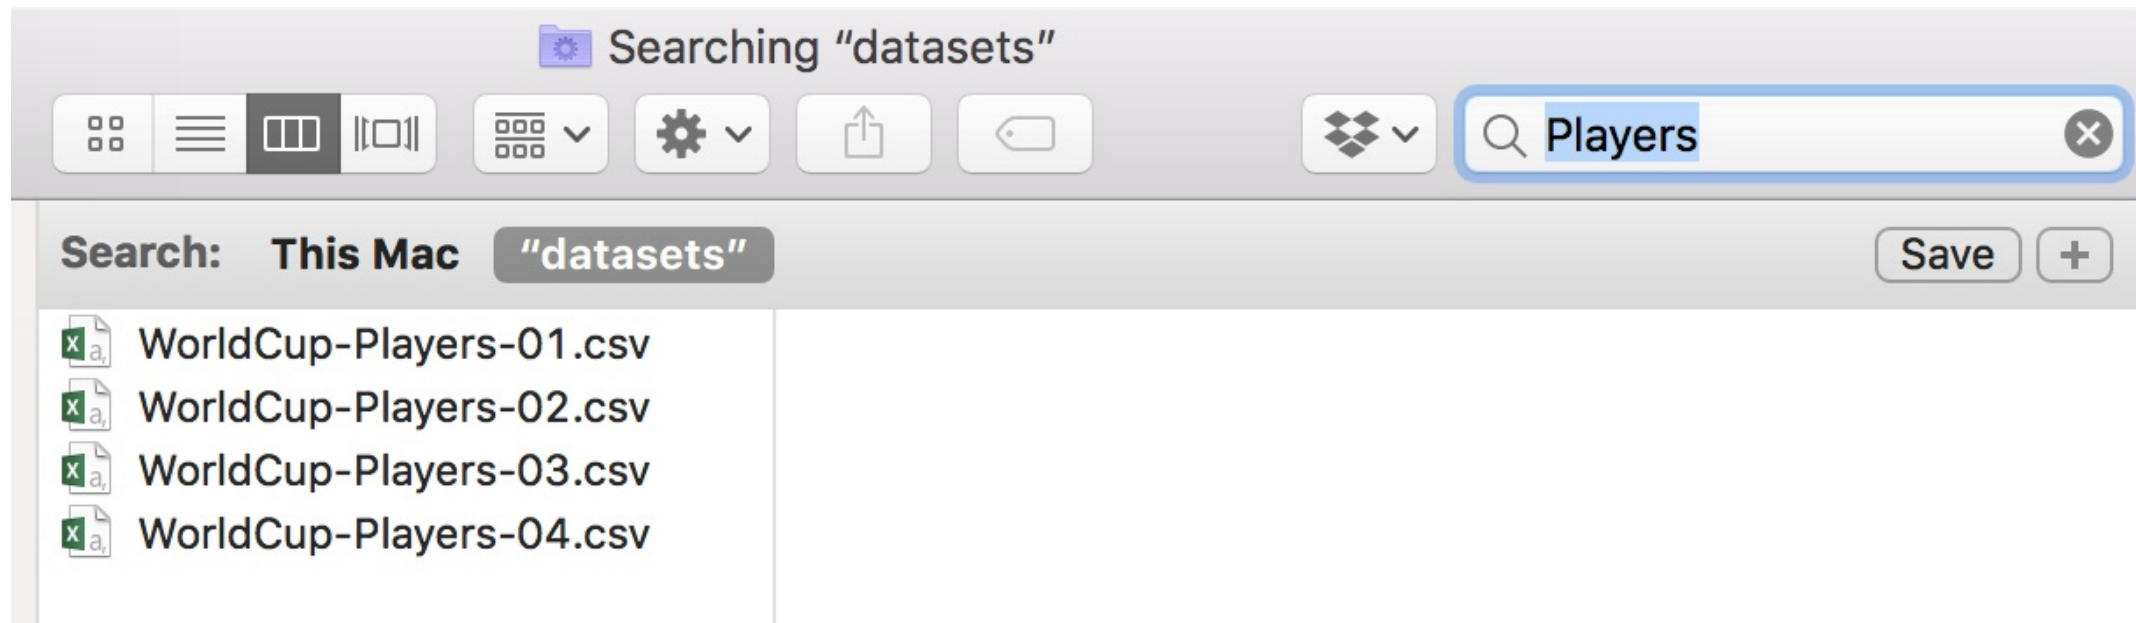 Searching “datasets”
Players
Search: This Mac “datasets” Save +
WorldCup-Players-01.csv
WorldCup-Players-02.csv
WorldCup-Players-03.csv
WorldCup-Players-04.csv